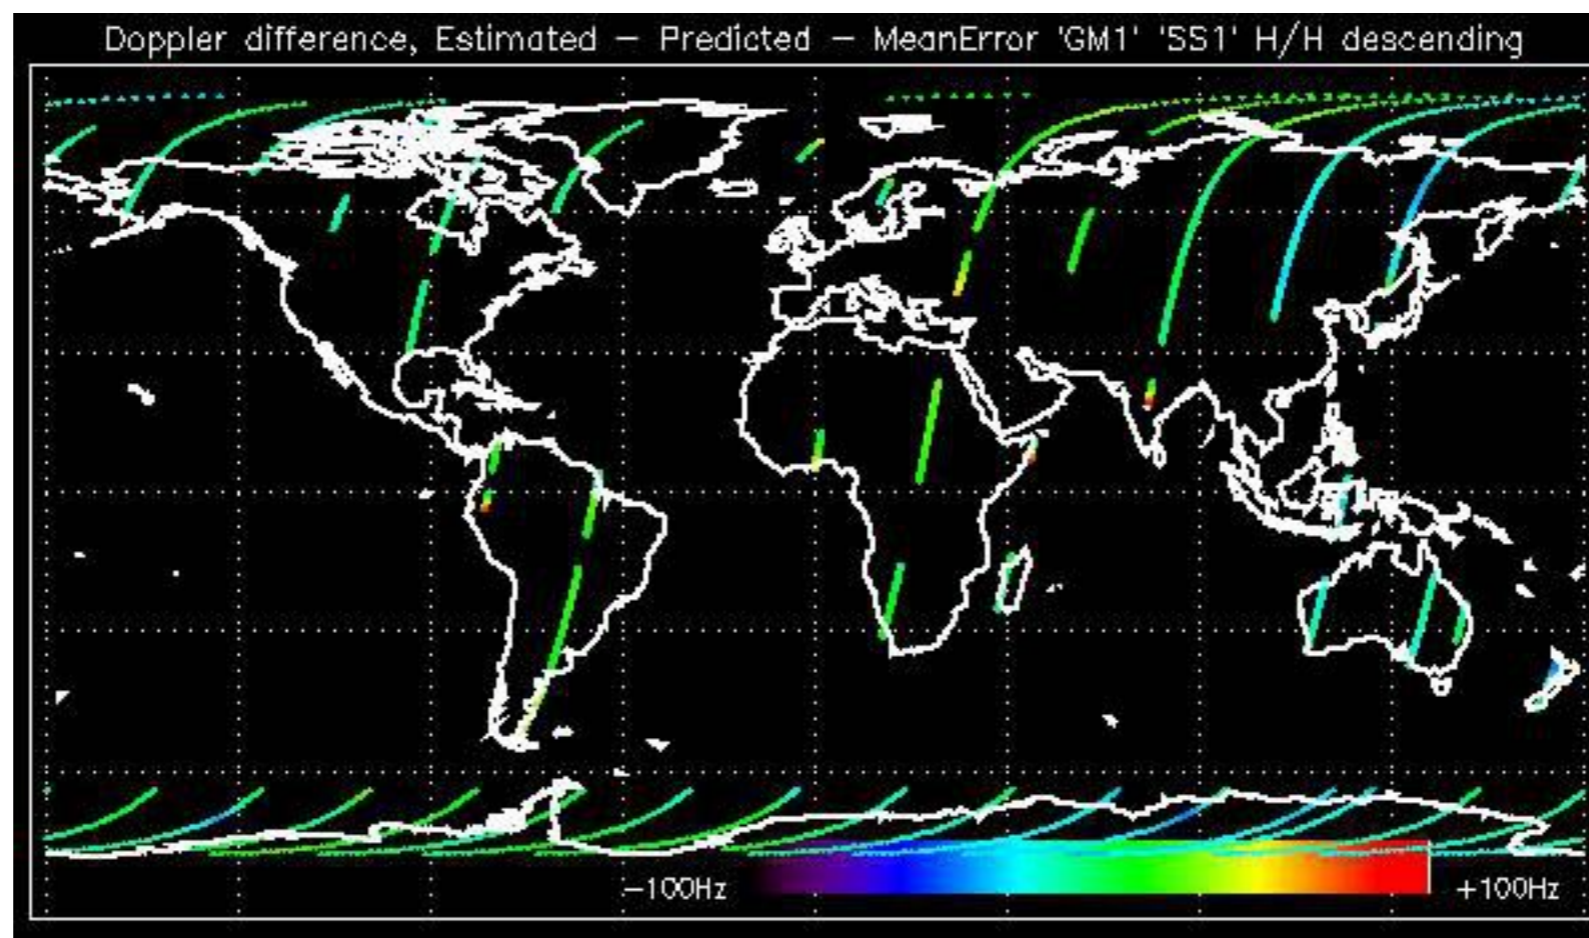 Doppler difference, Estimated – Predicted – MeanError 'GM1' 'SS1' H/H descending
–100Hz +100Hz